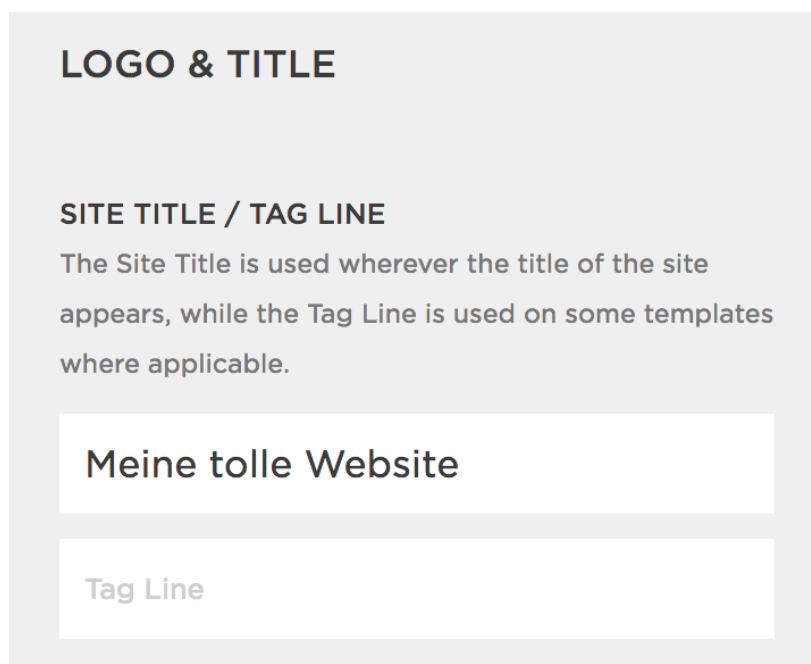 LOGO & TITLE
SITE TITLE / TAG LINE
The Site Title is used wherever the title of the site
appears, while the Tag Line is used on some templates
where applicable.
Meine tolle Website
Tag Line